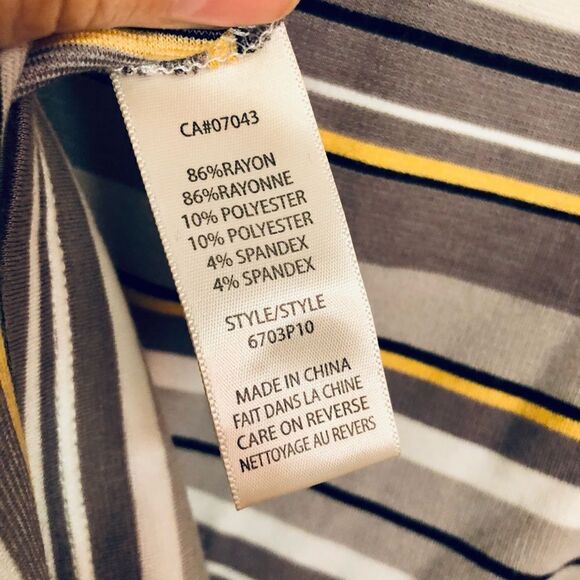 CA#07043
86%RAYON
86%RAYONNE
10% POLYESTER
10% POLYESTER
4% SPANDEX
4% SPANDEX
STYLE/STYLE
6703P10
MADE IN CHINA
FAIT DANS LA CHINE
CARE ON REVERSE
NETTOYAGE AU REVERS